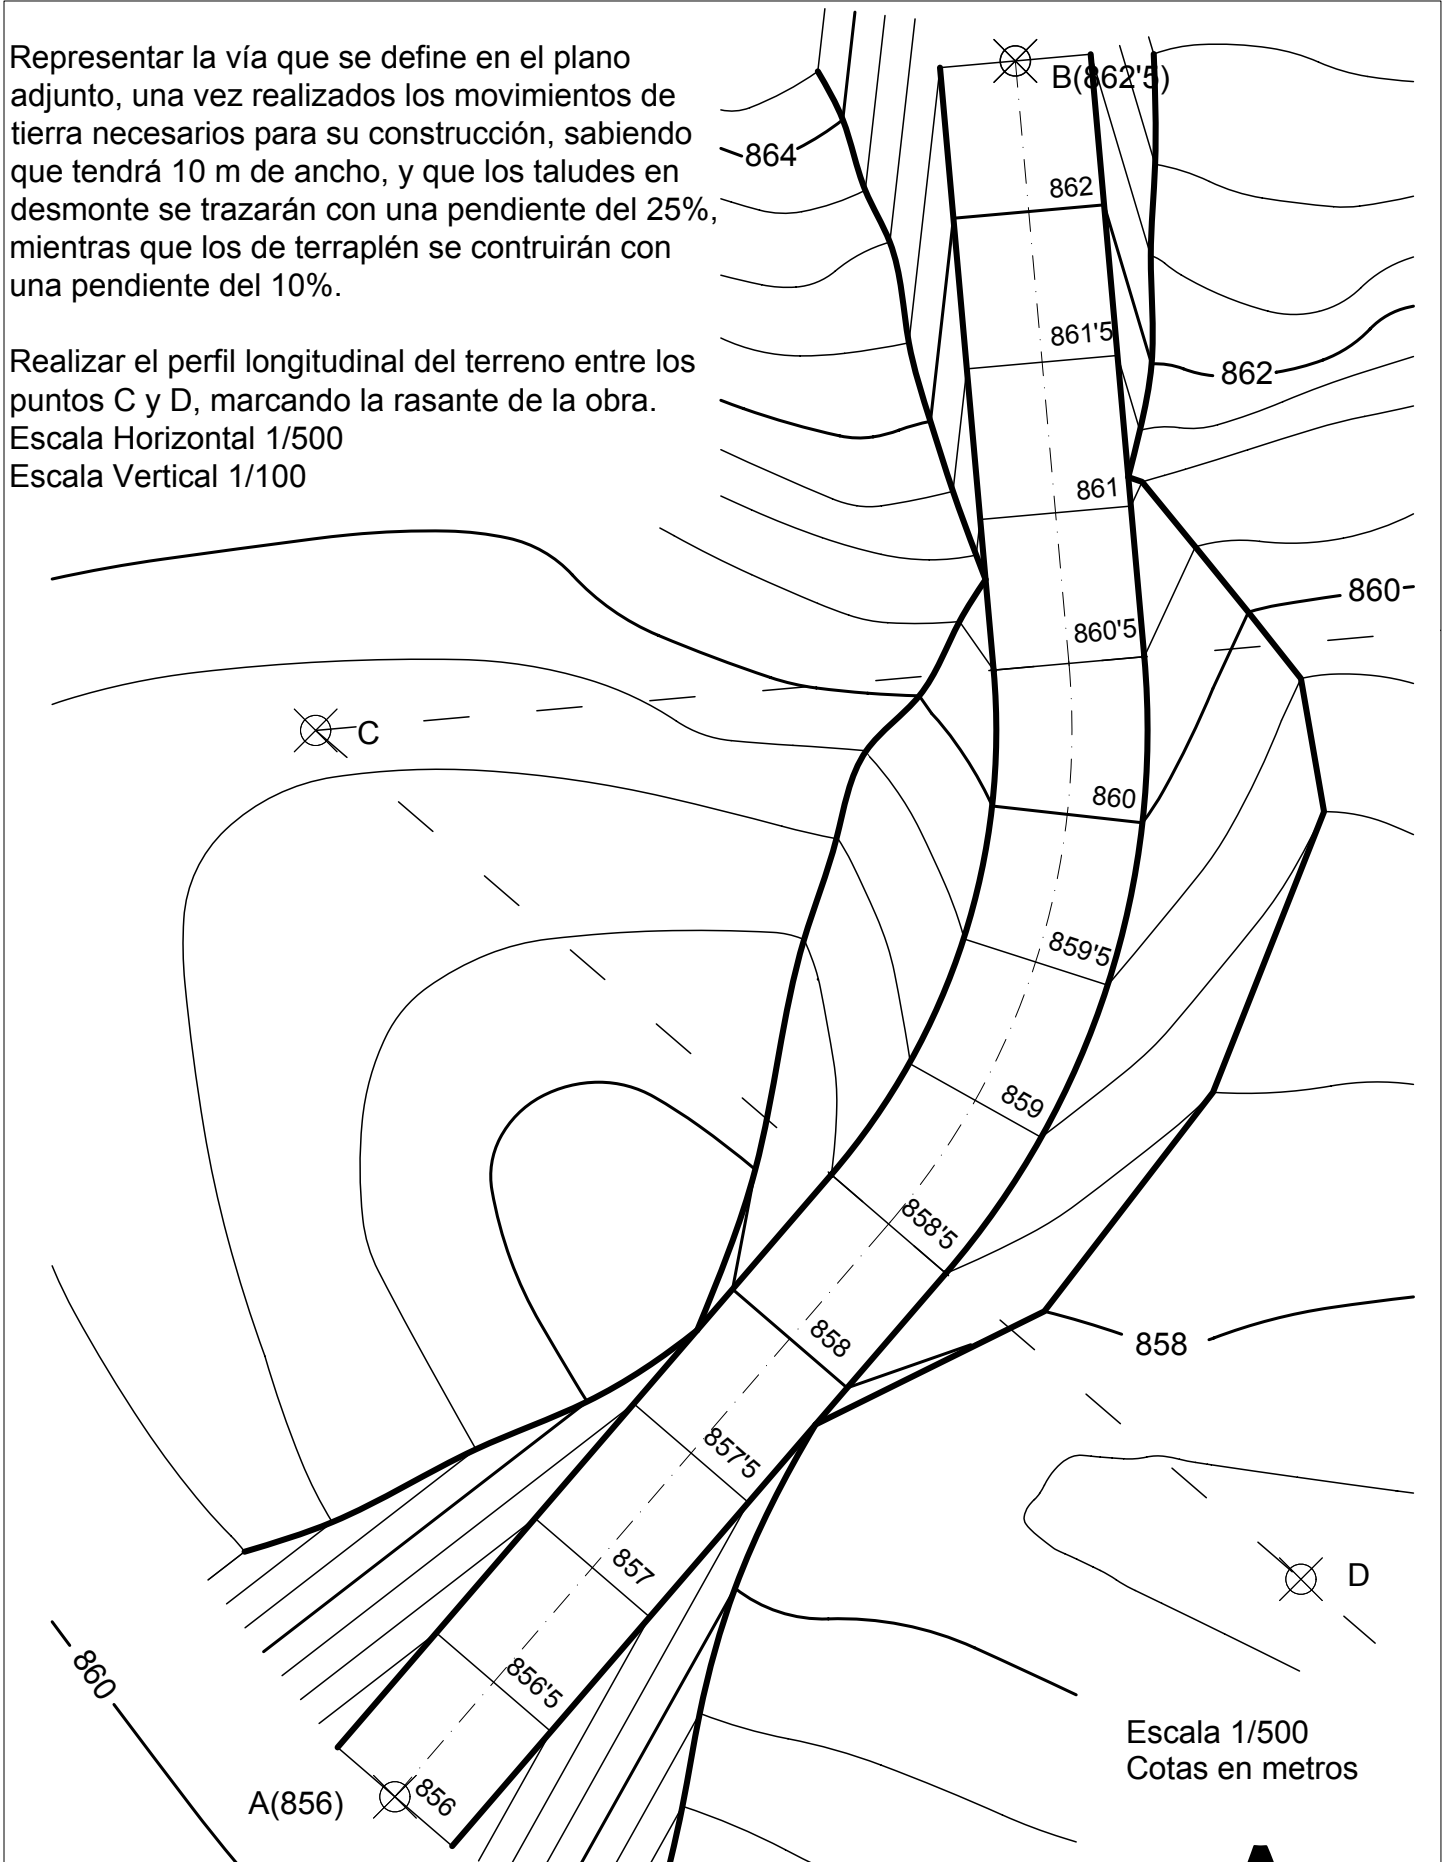 Representar la vía que se define en el plano
adjunto, una vez realizados los movimientos de
tierra necesarios para su construcción, sabiendo
que tendrá 10 m de ancho, y que los taludes en
desmonte se trazarán con una pendiente del 25%,
mientras que los de terraplén se contruirán con
una pendiente del 10%.
Realizar el perfil longitudinal del terreno entre los
puntos C y D, marcando la rasante de la obra.
Escala Horizontal 1/500
Escala Vertical 1/100
B(862'5)
864
862
861'5
862
861
860
860'5
C
860
859'5
859
858'5
858
858
857'5
857
D
856'5
860
Escala 1/500
Cotas en metros
A(856)
856